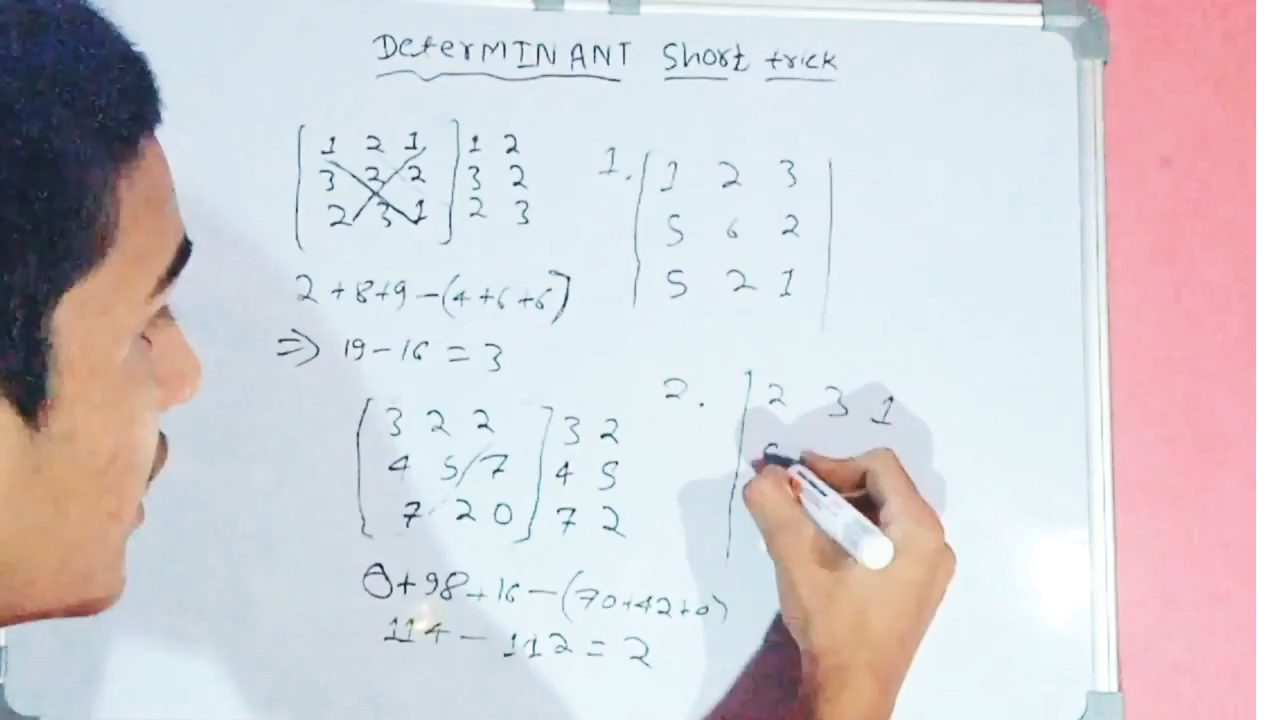 DeterMINANT Short trick
1 2 1 1 2
3 2 2 3 2
2 3 1 2 3
2+8+9-(4+6+6)
⇒ 19-16=3
3 2 2 3 2
4 5 7 4 5
7 2 0 7 2
0+98+16-(70+42+0)
114-112=2
1. 1 2 3
5 6 2
5 2 1
2. 2 3 1